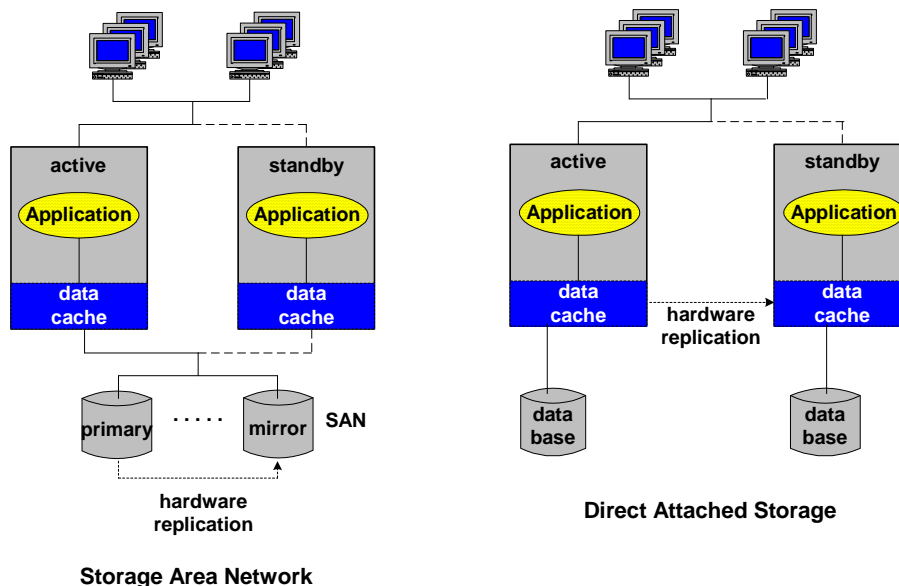 active
standby
Application
Application
data
cache
data
cache
primary
. . . . .
mirror
SAN
hardware
replication
Storage Area Network
active
standby
Application
Application
data
cache
hardware
replication
data
cache
data
base
data
base
Direct Attached Storage